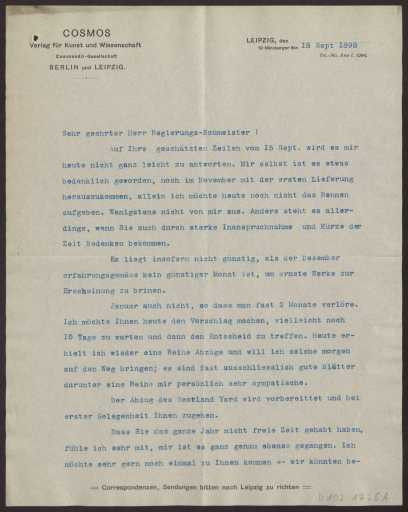 COSMOS
Verlag für Kunst und Wissenschaft
Commandit-Gesellschaft
BERLIN und LEIPZIG.
LEIPZIG, den 18 Sept 1898
10 Nürnberger Str.
Sehr geehrter Herr Regierungs-Baumeister !
Auf Ihre geschätzten Zeilen vom 15 Sept. wird es mir
heute nicht ganz leicht zu antworten. Mir selbst ist es etwas
bedenklich geworden, noch im November mit der ersten Lieferung
herauszukommen, allein ich möchte heute noch nicht das Rennen
aufgeben. Wenigstens nicht von mir aus. Anders steht es aller-
dings, wenn Sie auch durch starke Inanspruchnahme und Kürze der
Zeit Bedenken bekommen.
Es liegt insofern nicht günstig, als der Dezember
erfahrungsgemäss kein günstiger Monat ist, um ernste Werke zur
Erscheinung zu brinen.
Januar auch nicht, so dass man fast 3 Monate verlöre.
Ich möchte Ihnen heute den Vorschlag machen, vielleicht noch
10 Tage zu warten und dann den Entscheid zu treffen. Heute er-
hielt ich wieder eine Reihe Abzüge und will ich solche morgen
auf den Weg bringen; es sind fast ausschliesslich gute Blätter
darunter eine Reihe mir persönlich sehr sympatische.
Der Abzug des Scotland Yard wird vorbereitet und bei
erster Gelegenheit Ihnen zugehen.
Dass Sie das ganze Jahr nicht freie Zeit gehabt haben,
fühle ich sehr mit, mir ist es ganz genau ebenso gegangen. Ich
möchte sehr gern noch einmal zu Ihnen kommen - wir könnten be-
Correspondenzen, Sendungen bitten nach Leipzig zu richten